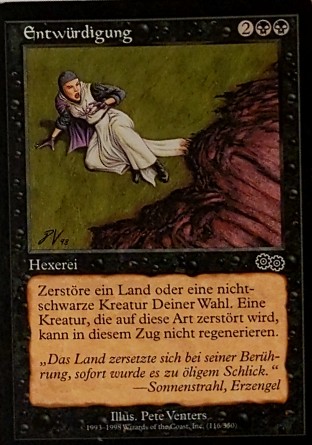 Entwürdigung 2
PV 98
Hexerei
Zerstöre ein Land oder eine nicht-
schwarze Kreatur Deiner Wahl. Eine
Kreatur, die auf diese Art zerstört wird,
kann in diesem Zug nicht regenerieren.
„Das Land zersetzte sich bei seiner Berüh-
rung, sofort wurde es zu öligem Schlick.“
—Sonnenstrahl, Erzengel
Illus. Pete Venters
1993-1998 Wizards of the Coast, Inc. (116/350)